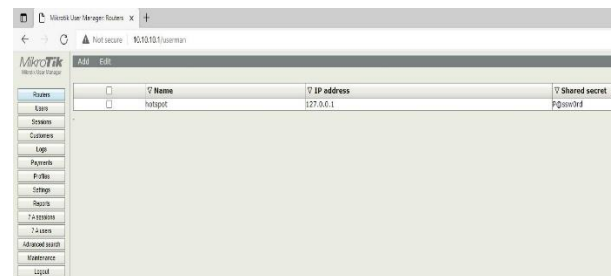 Mikrotik User Manager Routers
Not secure 10.10.10.1/userman
MikroTik
Mikrotik User Manager
Add Edit
Name IP address Shared secret
hotspot 127.0.0.1 P@ssw0rd
Routers
Users
Sessions
Customers
Logs
Payments
Profiles
Settings
Reports
7 A sessions
7 A users
Advanced search
Maintenance
Logout